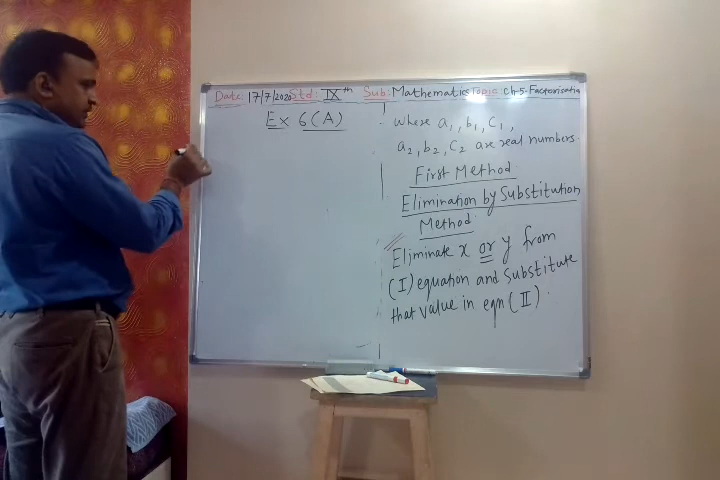 Date: 17/7/2020 Std: IXth Sub: Mathematics Topic Ch-5-Factorisation
Ex 6(A)
where a1, b1, C1,
a2, b2, C2 are real numbers.
First Method
Elimination by Substitution
Method
Eliminate x or y from
(I) equation and substitute
that value in eqn (II).